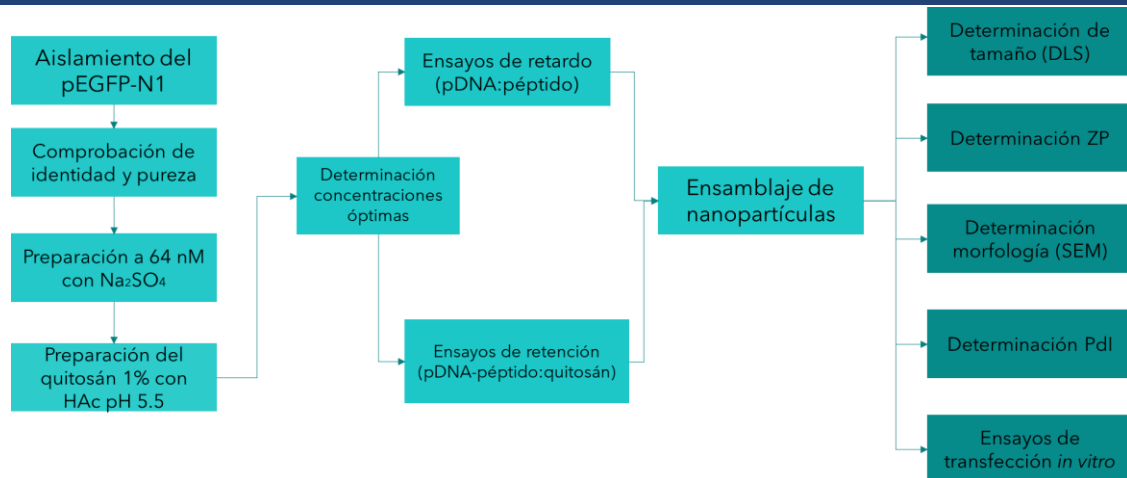 Aislamiento del
pEGFP-N1
Comprobación de
identidad y pureza
Preparación a 64 nM
con Na₂SO₄
Preparación del
quitosán 1% con
HAc pH 5.5
Determinación
concentraciones
óptimas
Ensayos de retardo
(pDNA:péptido)
Ensayos de retención
(pDNA-péptido:quitosán)
Ensamblaje de
nanopartículas
Determinación de
tamaño (DLS)
Determinación ZP
Determinación
morfología (SEM)
Determinación PdI
Ensayos de
transfección in vitro